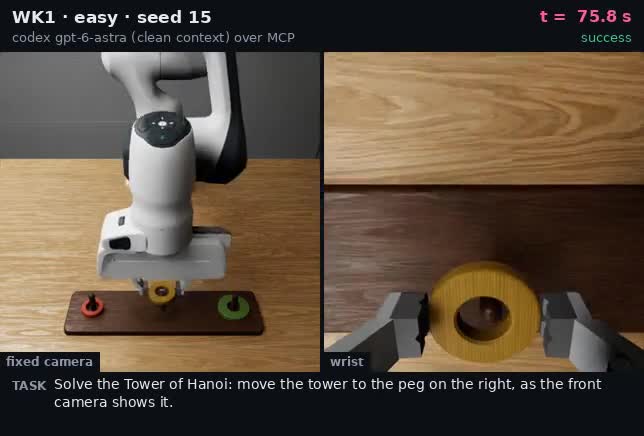 WK1 · easy · seed 15
t = 75.8 s
codex gpt-6-astra (clean context) over MCP
success
fixed camera
wrist
TASK Solve the Tower of Hanoi: move the tower to the peg on the right, as the front
camera shows it.